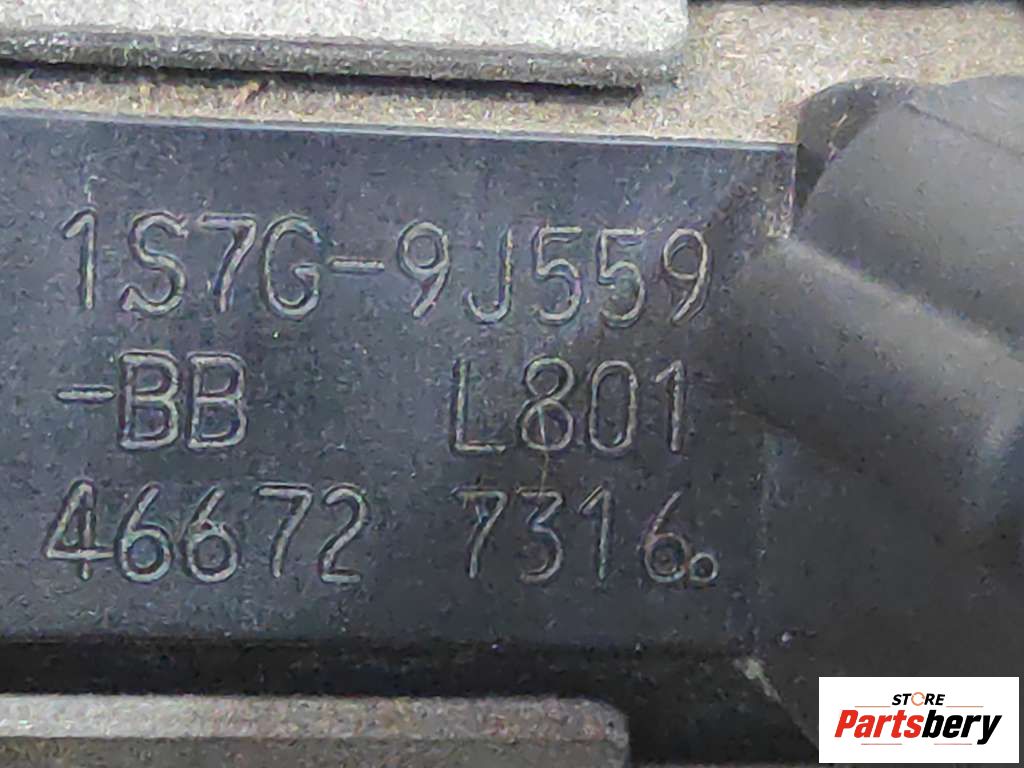 1S7G-9J559
-BB L801
46672 7316
STORE
Partsbery